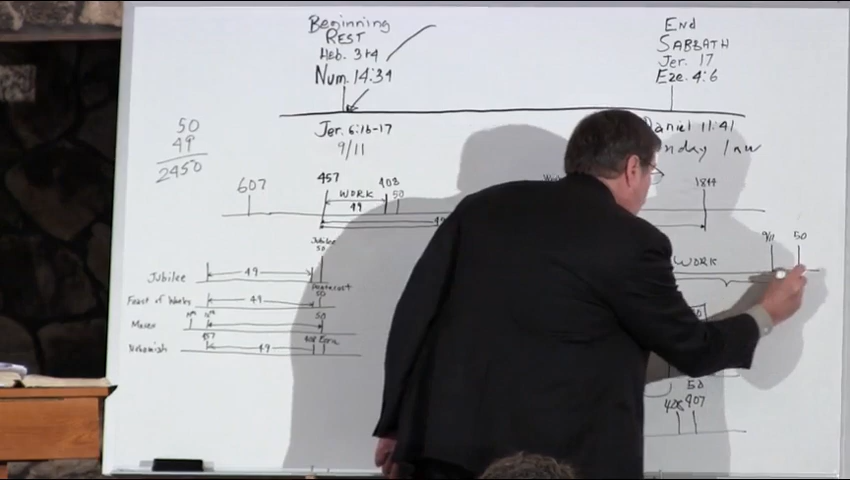 Beginning
REST
Heb. 3+4
Num. 14:34
End
SABBATH
Jer. 17
Eze. 4:6
Jer. 6:16-17
9/11
Daniel 11:41
50
49
2450
607
457
WORK
49
408
50
49
1844
Jubilee
50
Jubilee
49
Pentecost
50
Feast of Weeks
49
Moses
50
457
Nehemiah
49
408 Ezra
WORK
9/11
50
50
408 407